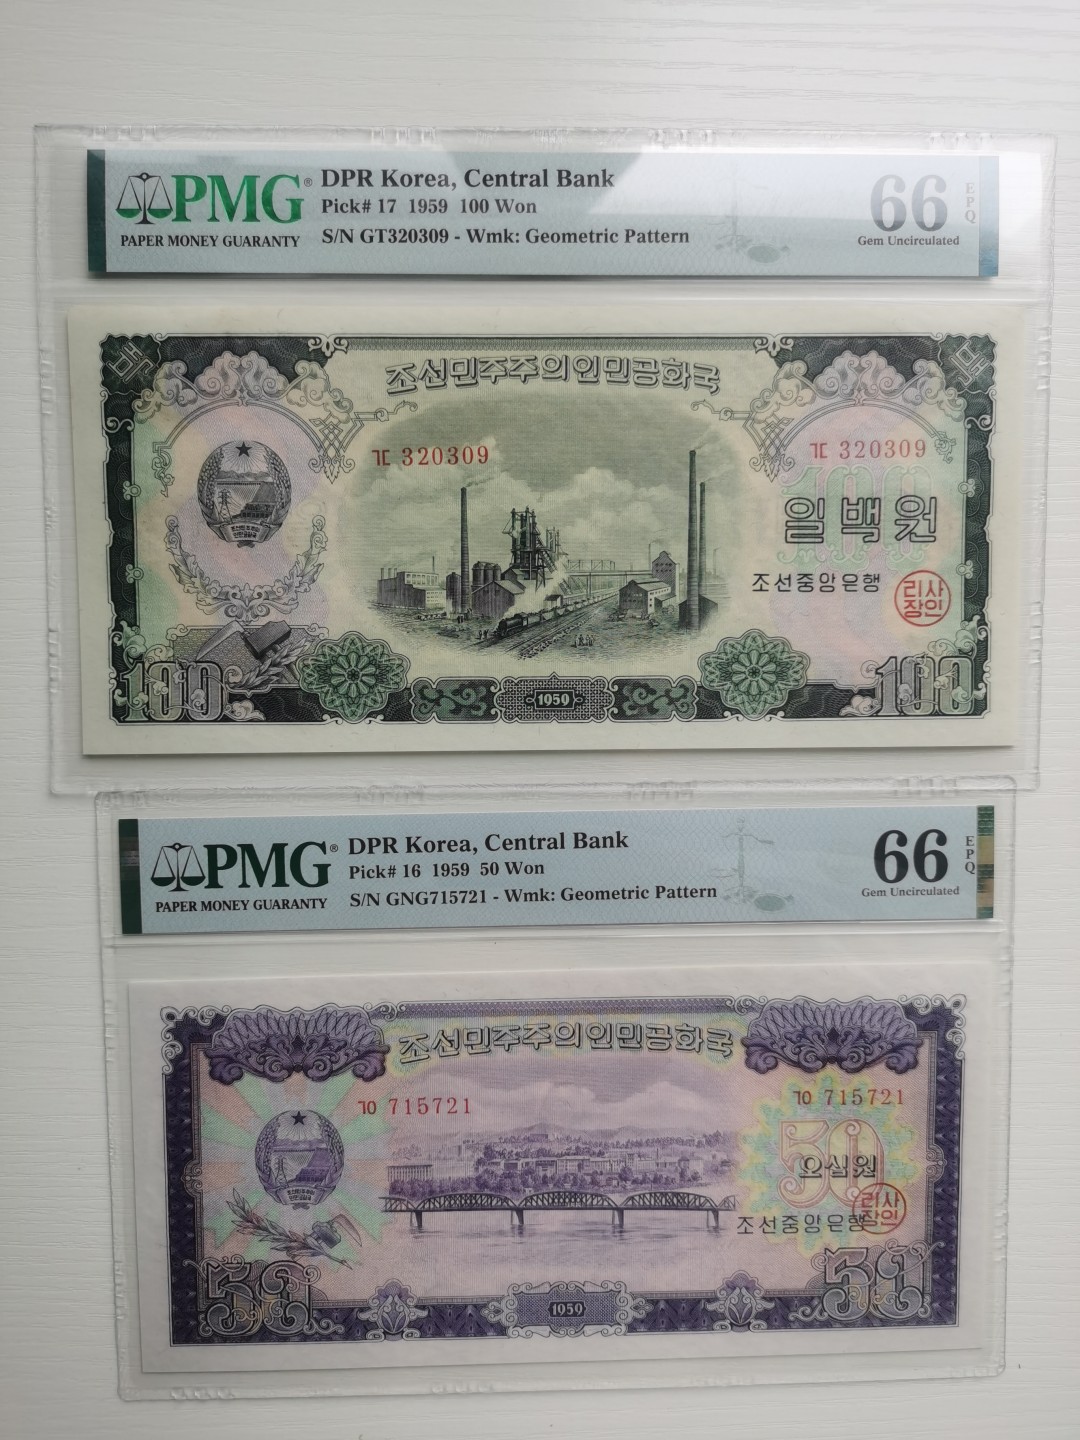 PMG®
PAPER MONEY GUARANTY
DPR Korea, Central Bank
Pick# 17 1959 100 Won
S/N GT320309 - Wmk: Geometric Pattern
66
EPQ
Gem Uncirculated
백
백
조선민주주의인민공화국
ㄱㄷ 320309
ㄱㄷ 320309
100
일백원
조선중앙은행
리사
장인
100
1959
100
PMG®
PAPER MONEY GUARANTY
DPR Korea, Central Bank
Pick# 16 1959 50 Won
S/N GNG715721 - Wmk: Geometric Pattern
66
EPQ
Gem Uncirculated
조선민주주의인민공화국
ㄱㅇ 715721
ㄱㅇ 715721
50
오십원
조선중앙은행
리사
장인
50
1959
50